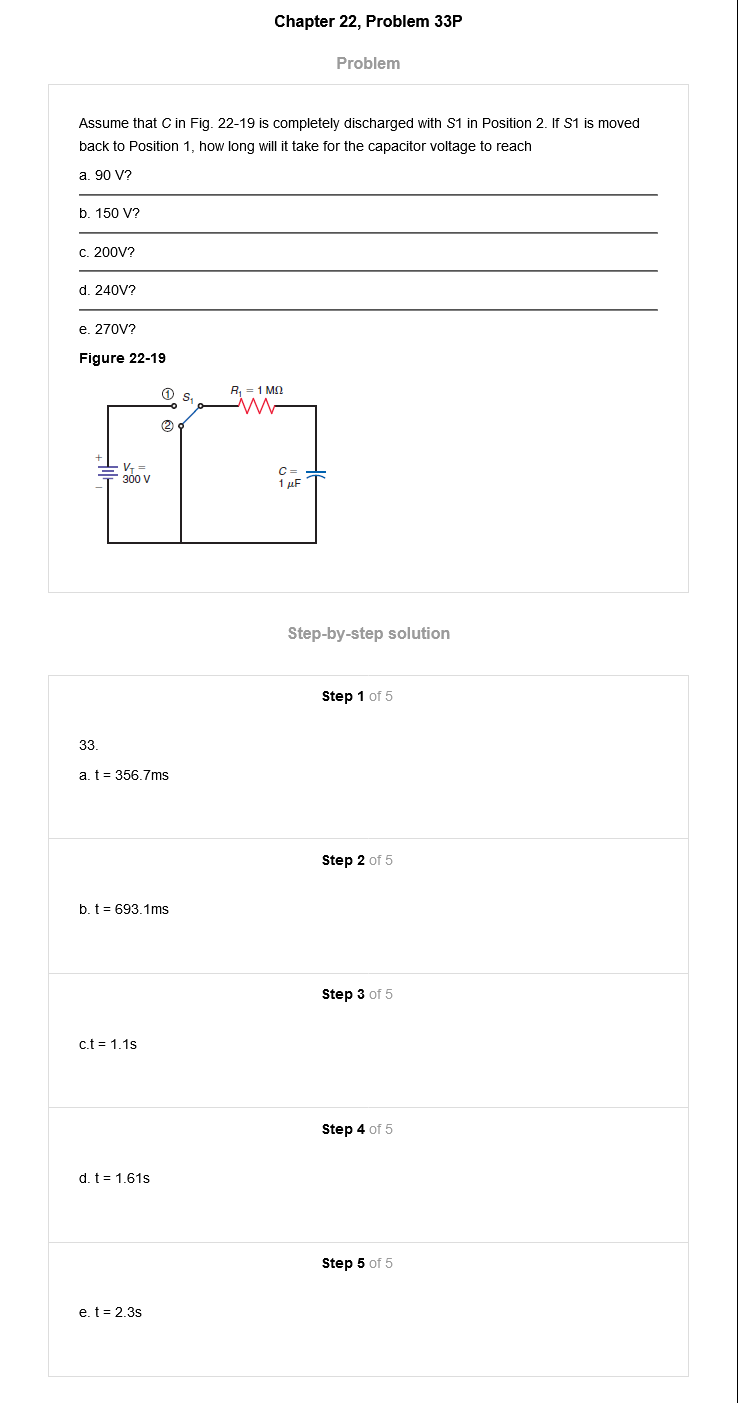 Chapter 22, Problem 33P
Problem
Assume that C in Fig. 22-19 is completely discharged with S1 in Position 2. If S1 is moved
back to Position 1, how long will it take for the capacitor voltage to reach
a. 90 V?
b. 150 V?
c. 200V?
d. 240V?
e. 270V?
Figure 22-19
① S₁
R₁ = 1 MΩ
②
+
V_T =
300 V
−
C =
1 μF
Step-by-step solution
Step 1 of 5
33.
a. t = 356.7ms
Step 2 of 5
b. t = 693.1ms
Step 3 of 5
c.t = 1.1s
Step 4 of 5
d. t = 1.61s
Step 5 of 5
e. t = 2.3s